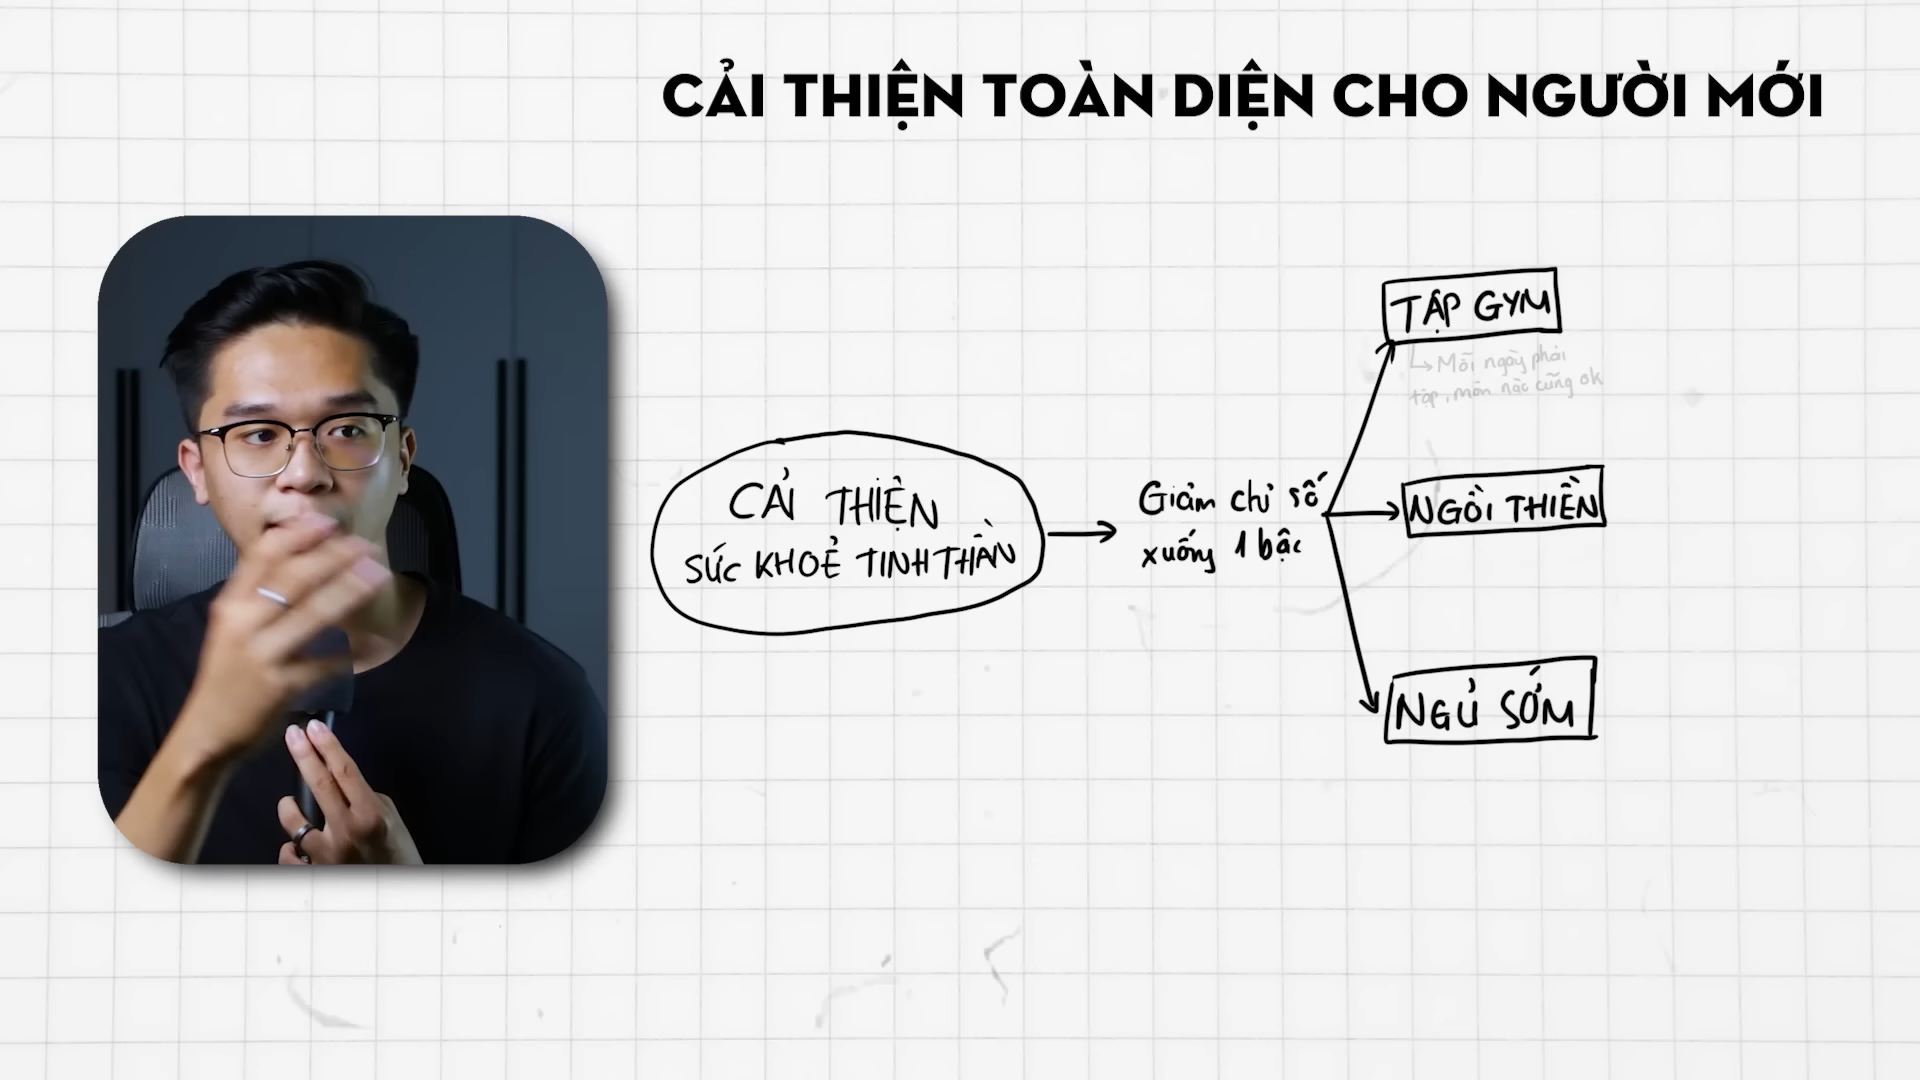 CẢI THIỆN TOÀN DIỆN CHO NGƯỜI MỚI
CẢI THIỆN
SỨC KHOẺ TINH THẦN
Giảm chỉ số
xuống 1 bậc
TẬP GYM
↳ Mỗi ngày phải
tập, môn nào cũng ok
NGỒI THIỀN
NGỦ SỚM